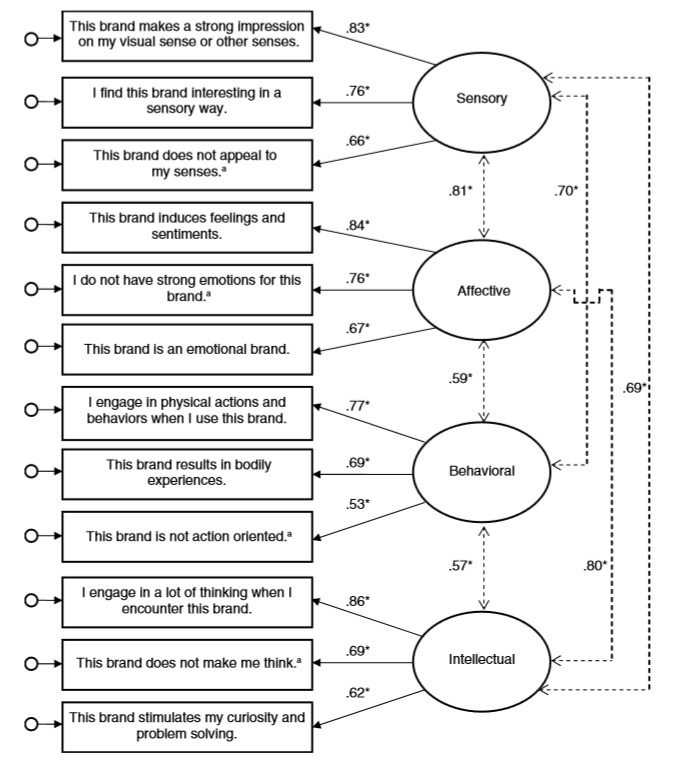 This brand makes a strong impression
on my visual sense or other senses.
.83*
I find this brand interesting in a
sensory way.
.76*
Sensory
This brand does not appeal to
my senses.ᵃ
.66*
.81*
.70*
This brand induces feelings and
sentiments.
.84*
I do not have strong emotions for this
brand.ᵃ
.76*
Affective
This brand is an emotional brand.
.67*
.59*
.69*
I engage in physical actions and
behaviors when I use this brand.
.77*
This brand results in bodily
experiences.
.69*
Behavioral
This brand is not action oriented.ᵃ
.53*
.57*
.80*
I engage in a lot of thinking when I
encounter this brand.
.86*
This brand does not make me think.ᵃ
.69*
Intellectual
This brand stimulates my curiosity and
problem solving.
.62*